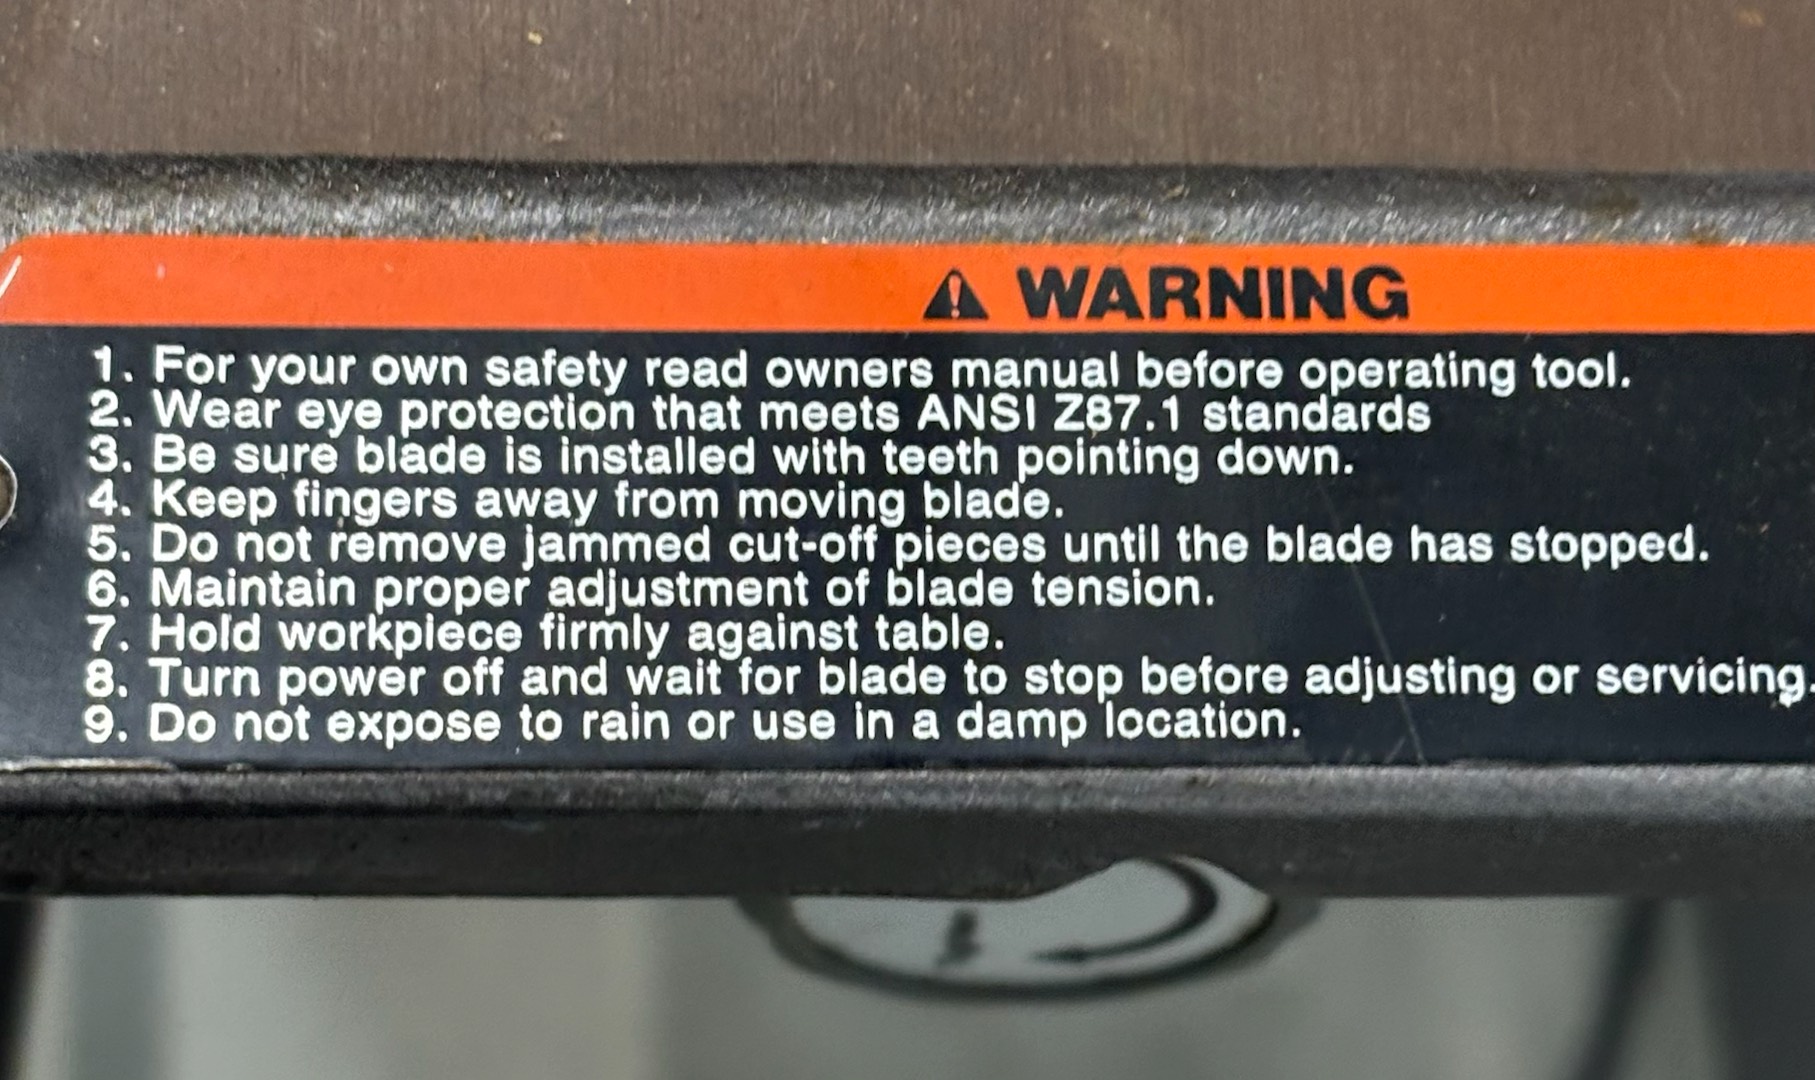 WARNING
1. For your own safety read owners manual before operating tool.
2. Wear eye protection that meets ANSI Z87.1 standards
3. Be sure blade is installed with teeth pointing down.
4. Keep fingers away from moving blade.
5. Do not remove jammed cut-off pieces until the blade has stopped.
6. Maintain proper adjustment of blade tension.
7. Hold workpiece firmly against table.
8. Turn power off and wait for blade to stop before adjusting or servicing.
9. Do not expose to rain or use in a damp location.